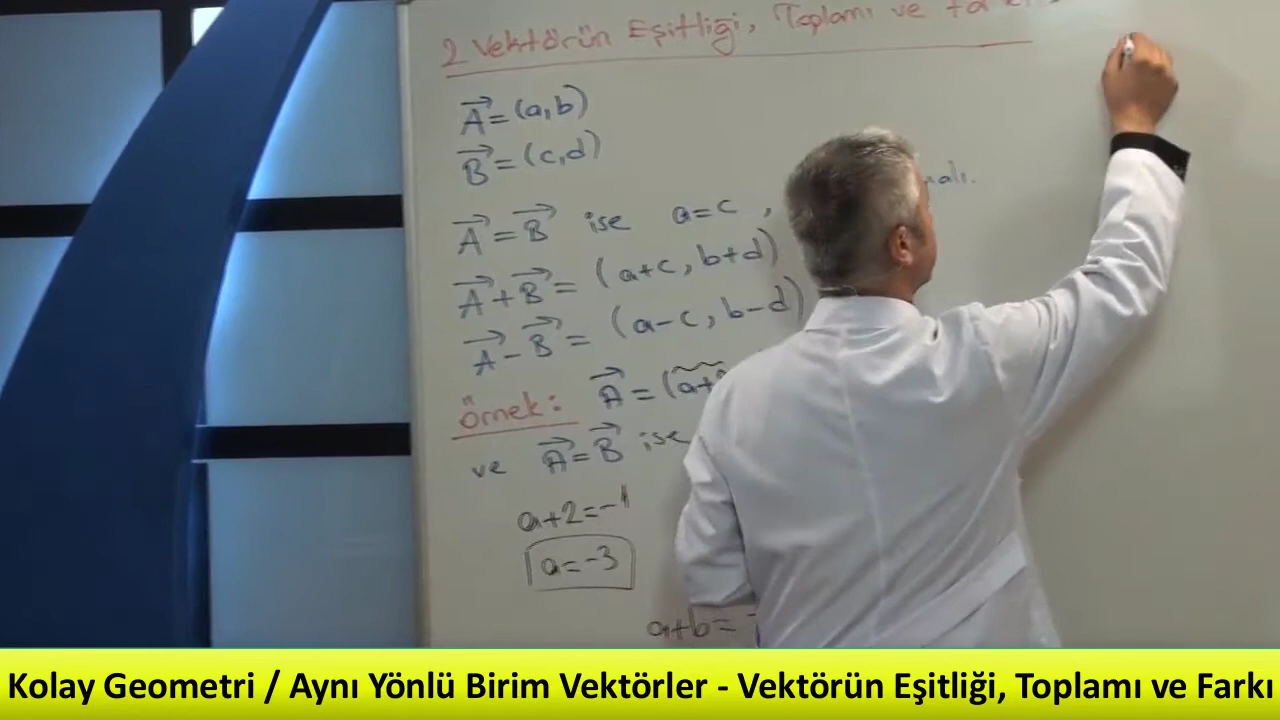 2 Vektörün Eşitliği, Toplamı ve
A = (a,b)
B = (c,d)
A = B ise a=c ,
A + B = (a+c, b+d)
A - B = (a-c, b-d)
Örnek: A = (a+2
ve A = B ise
a+2=-1
a=-3
a+b=
Kolay Geometri / Aynı Yönlü Birim Vektörler - Vektörün Eşitliği, Toplamı ve Farkı